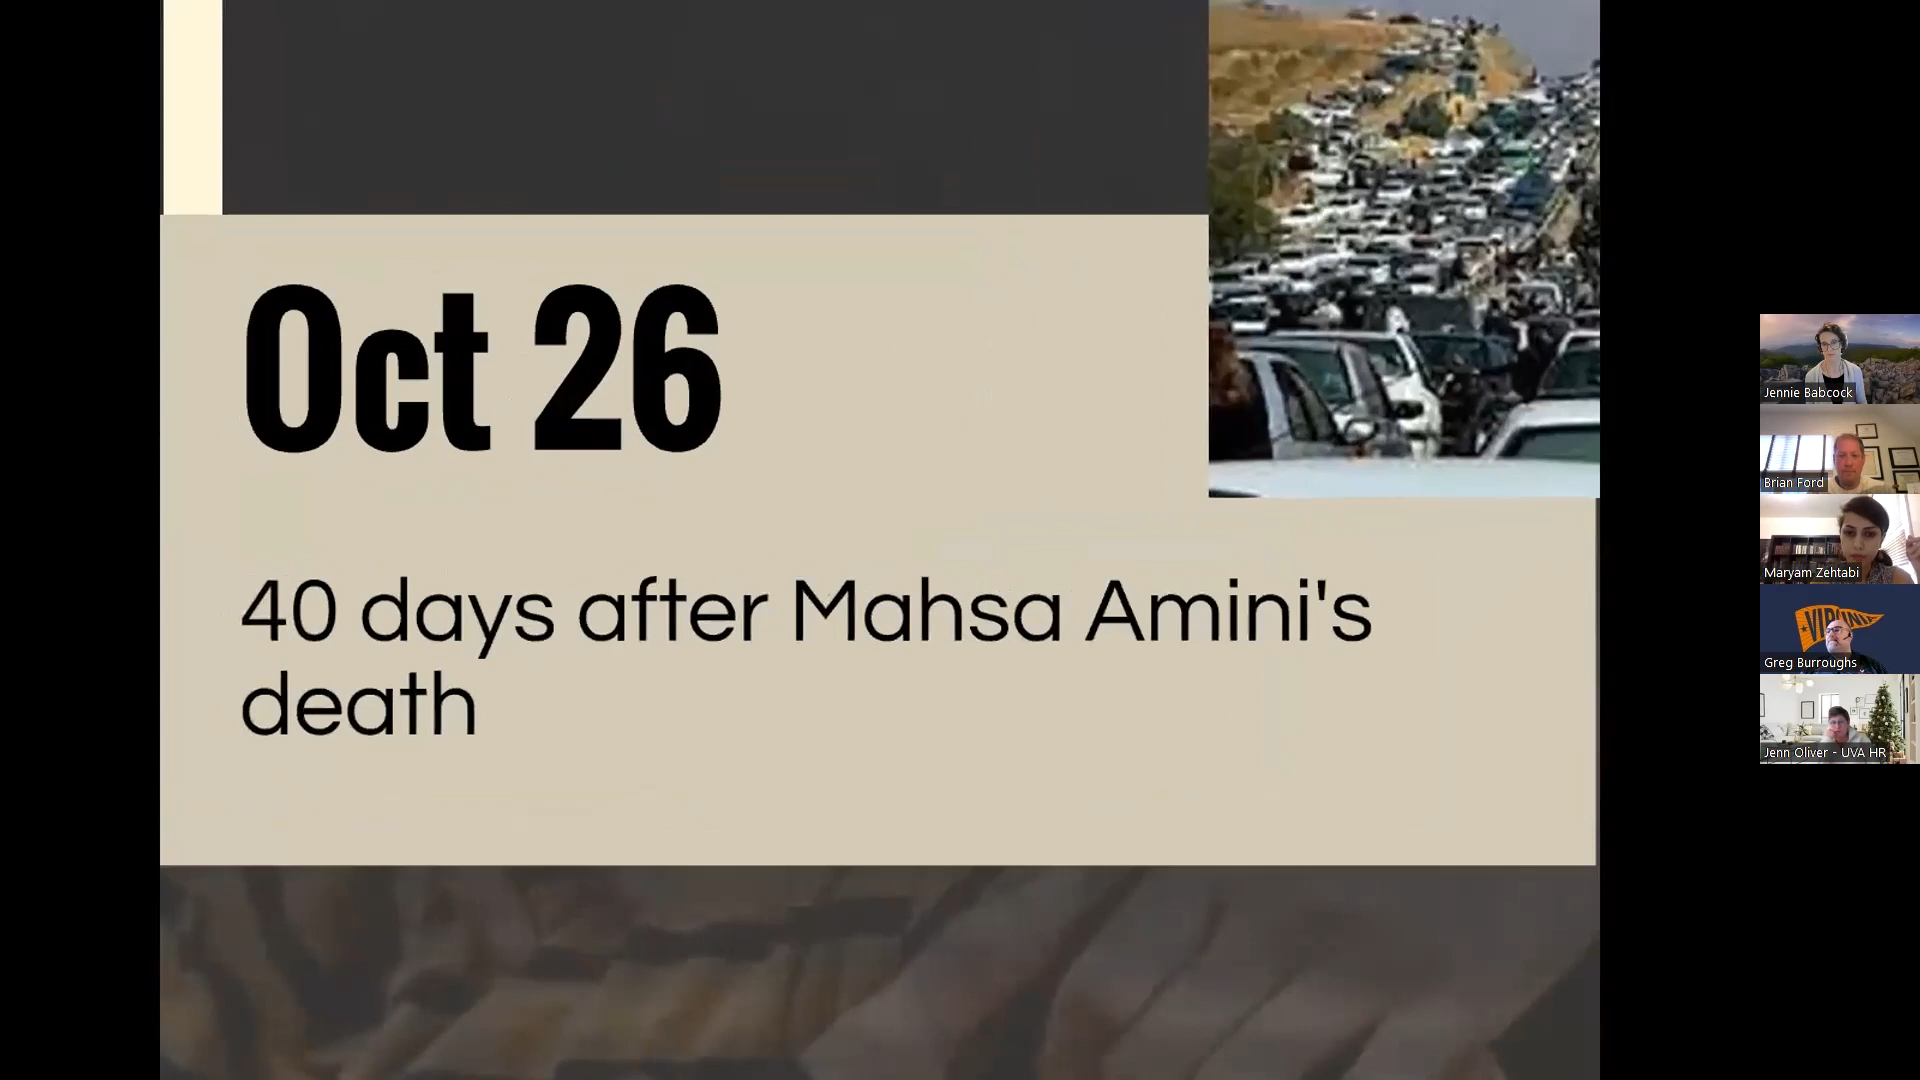 Oct 26
40 days after Mahsa Amini's
death
Jennie Babcock
Brian Ford
Maryam Zehtabi
VIRGINIA
Greg Burroughs
Jenn Oliver - UVA HR